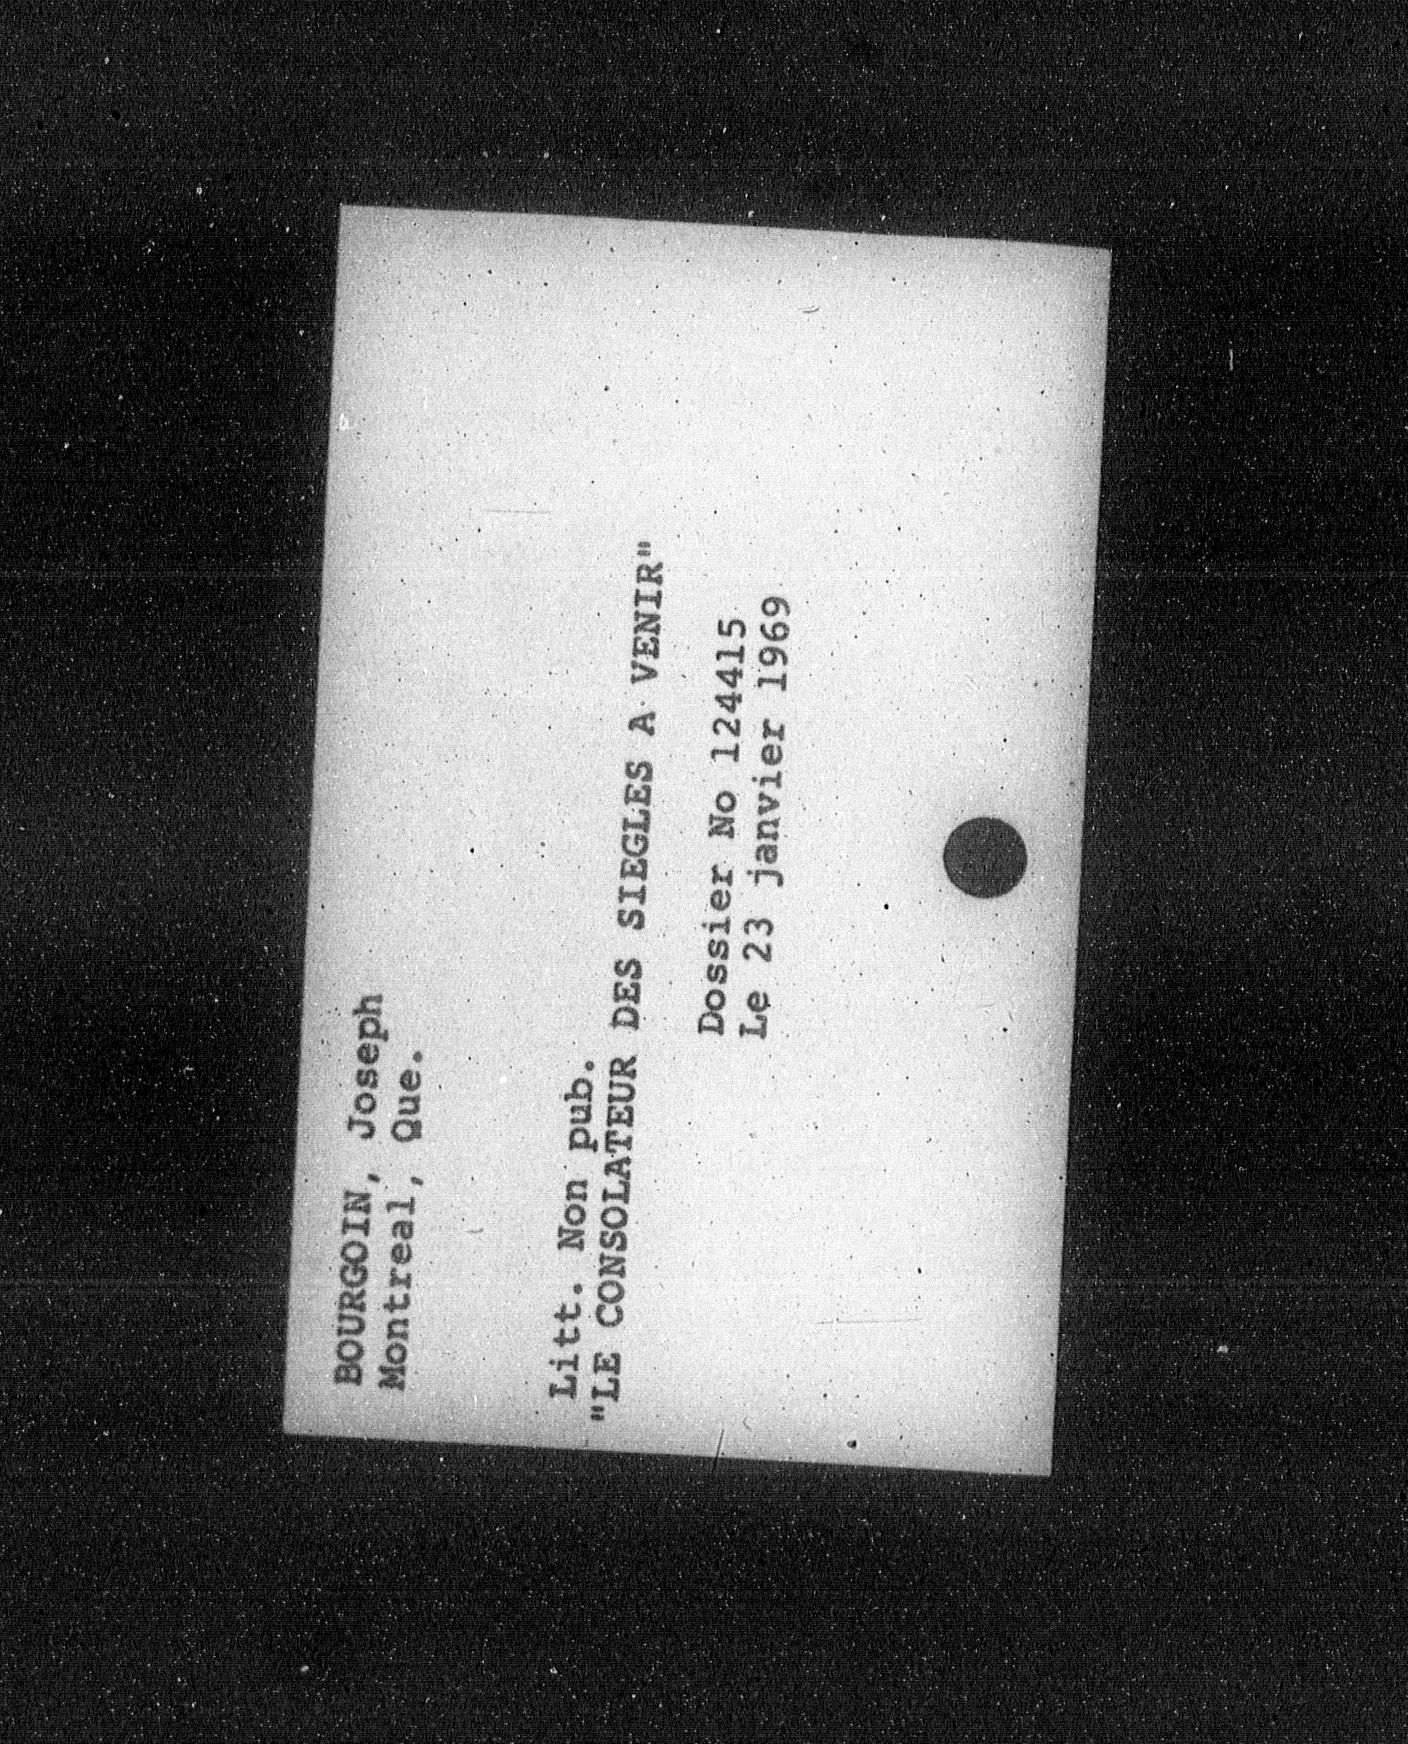 BOURGOIN, Joseph
Montreal, Que.
Litt. Non pub.
"LE CONSOLATEUR DES SIEGLES A VENIR"
Dossier No 124415
Le 23 janvier 1969